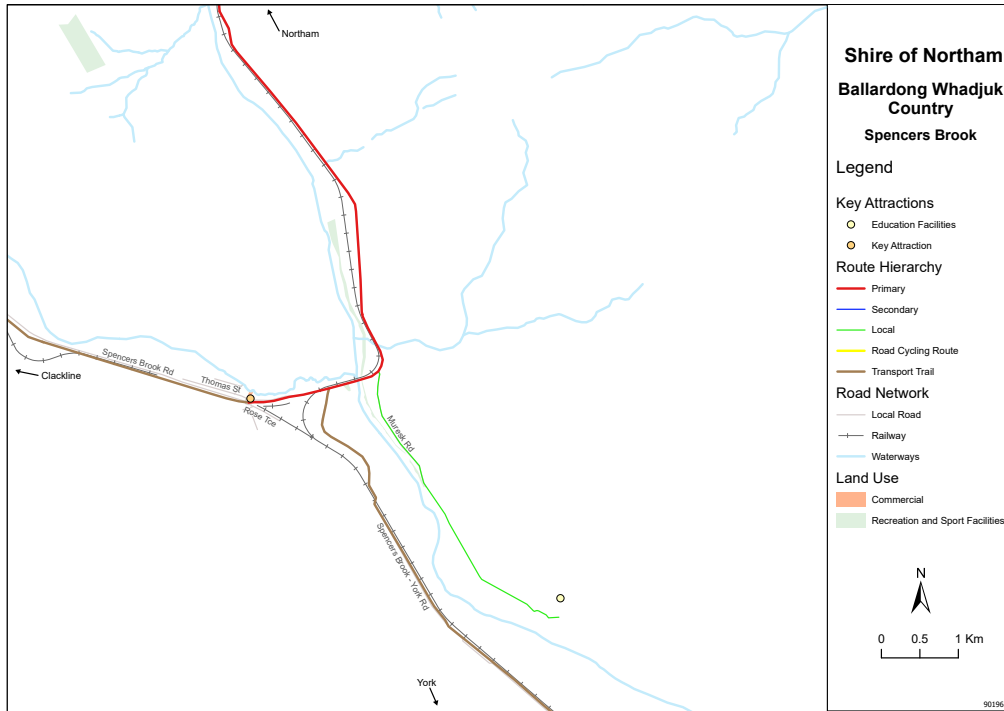 Northam
Clackline
Spencers Brook Rd
Thomas St
Rose Tce
Muresk Rd
Spencers Brook - York Rd
York
Shire of Northam
Ballardong Whadjuk
Country
Spencers Brook
Legend
Key Attractions
Education Facilities
Key Attraction
Route Hierarchy
Primary
Secondary
Local
Road Cycling Route
Transport Trail
Road Network
Local Road
Railway
Waterways
Land Use
Commercial
Recreation and Sport Facilities
N
0 0.5 1 Km
90196